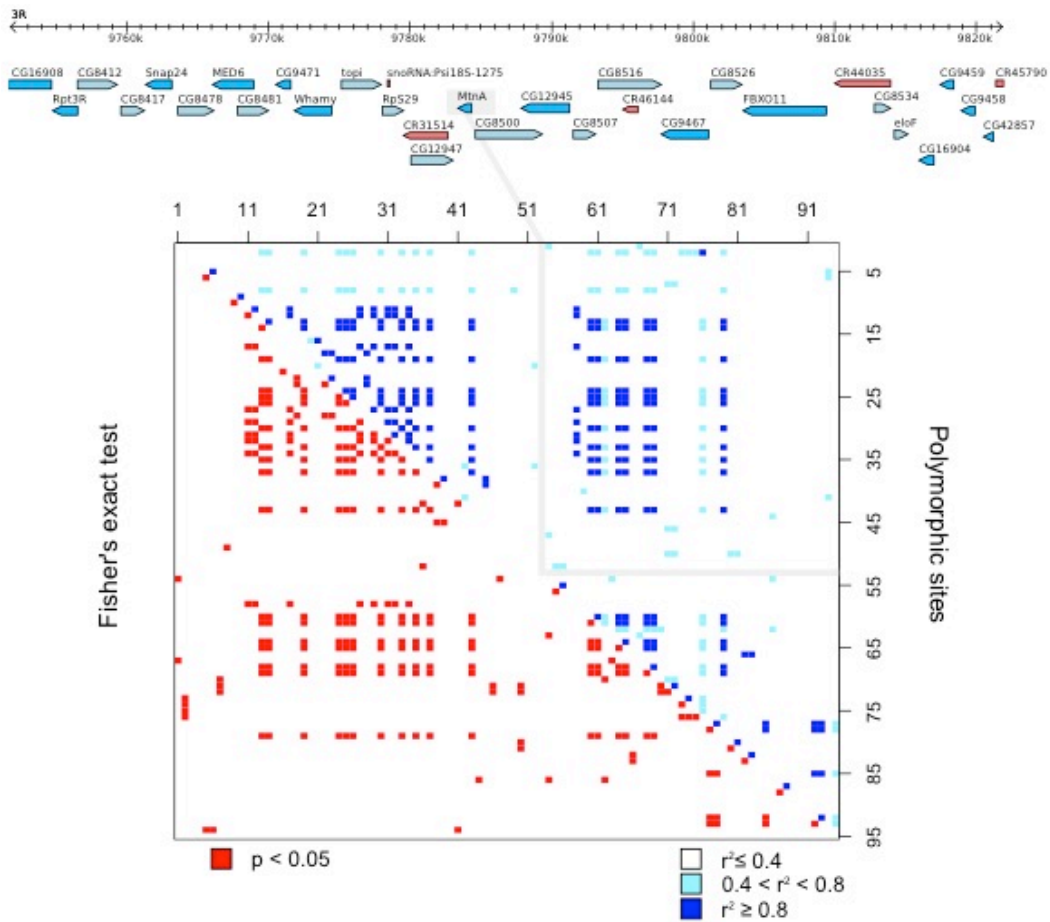 3R
9760k 9770k 9780k 9790k 9800k 9810k 9820k
CG16908 CG8412 Snap24 MED6 CG9471 topi snoRNA:Psi18S-1275 CG8516 CG8526 CR44035 CG9459 CR45790
Rpt3R CG8417 CG8478 CG8481 Whamy RpS29 MtnA CG12945 CR46144 FBXO11 CG8534 CG9458
CR31514 CG8500 CG8507 CG9467 eloF CG42857
CG12947 CG16904
1 11 21 31 41 51 61 71 81 91
5
15
25
35
45
55
65
75
85
95
Fisher's exact test
Polymorphic sites
p < 0.05
r² ≤ 0.4
0.4 < r² < 0.8
r² ≥ 0.8